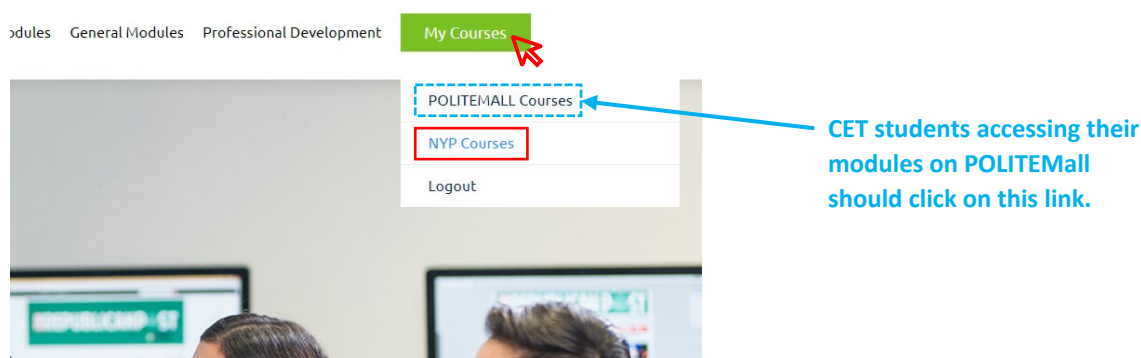 General Modules Professional Development My Courses
POLITEMALL Courses
NYP Courses
Logout
CET students accessing their
modules on POLITEMall
should click on this link.